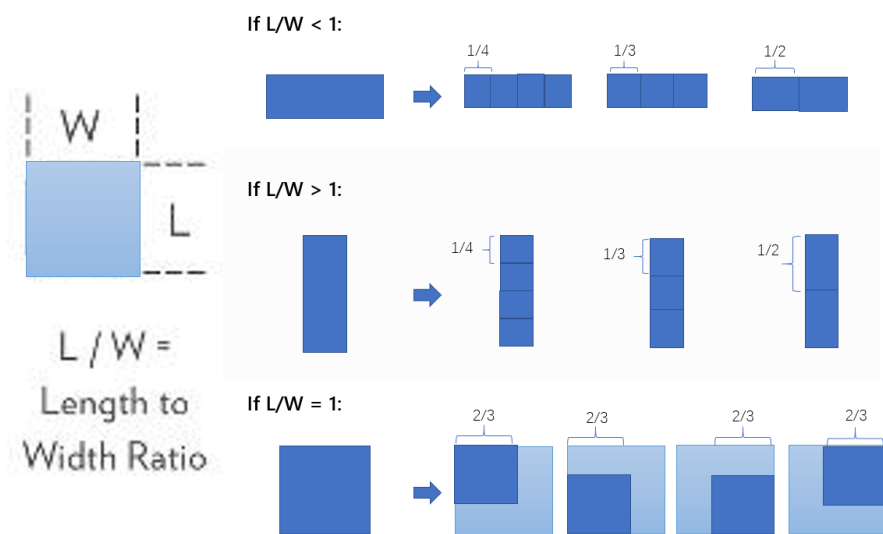 W
L
L / W =
Length to
Width Ratio
If L/W < 1:
1/4
1/3
1/2
If L/W > 1:
1/4
1/3
1/2
If L/W = 1:
2/3
2/3
2/3
2/3